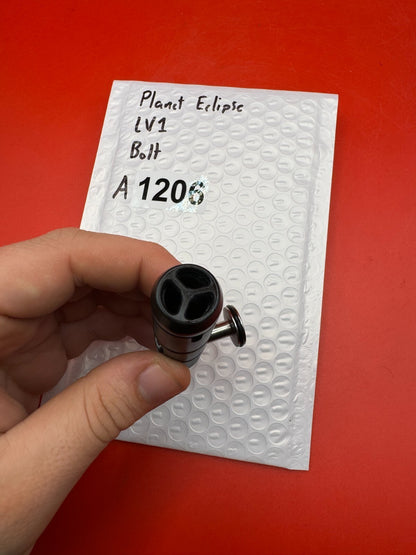 Planet Eclipse
LV1
Bolt
A 1206